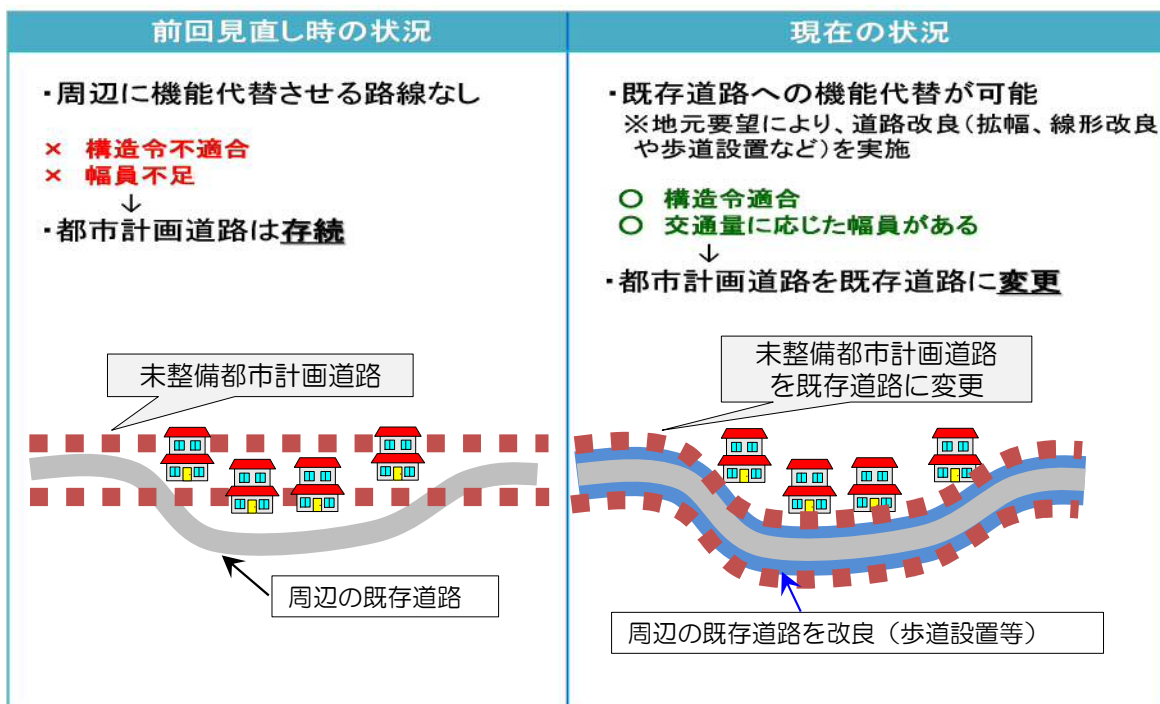 前回見直し時の状況
・周辺に機能代替させる路線なし
× 構造令不適合
× 幅員不足
↓
・都市計画道路は存続
未整備都市計画道路
周辺の既存道路
現在の状況
・既存道路への機能代替が可能
※地元要望により、道路改良(拡幅、線形改良
や歩道設置など)を実施
○ 構造令適合
○ 交通量に応じた幅員がある
↓
・都市計画道路を既存道路に変更
未整備都市計画道路
を既存道路に変更
周辺の既存道路を改良（歩道設置等）